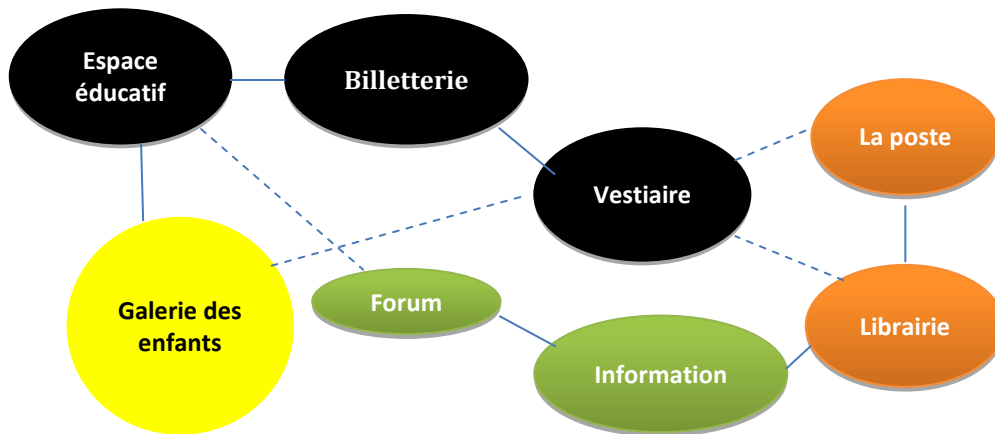 Espace
éducatif
Billetterie
La poste
Vestiaire
Galerie des
enfants
Forum
Librairie
Information